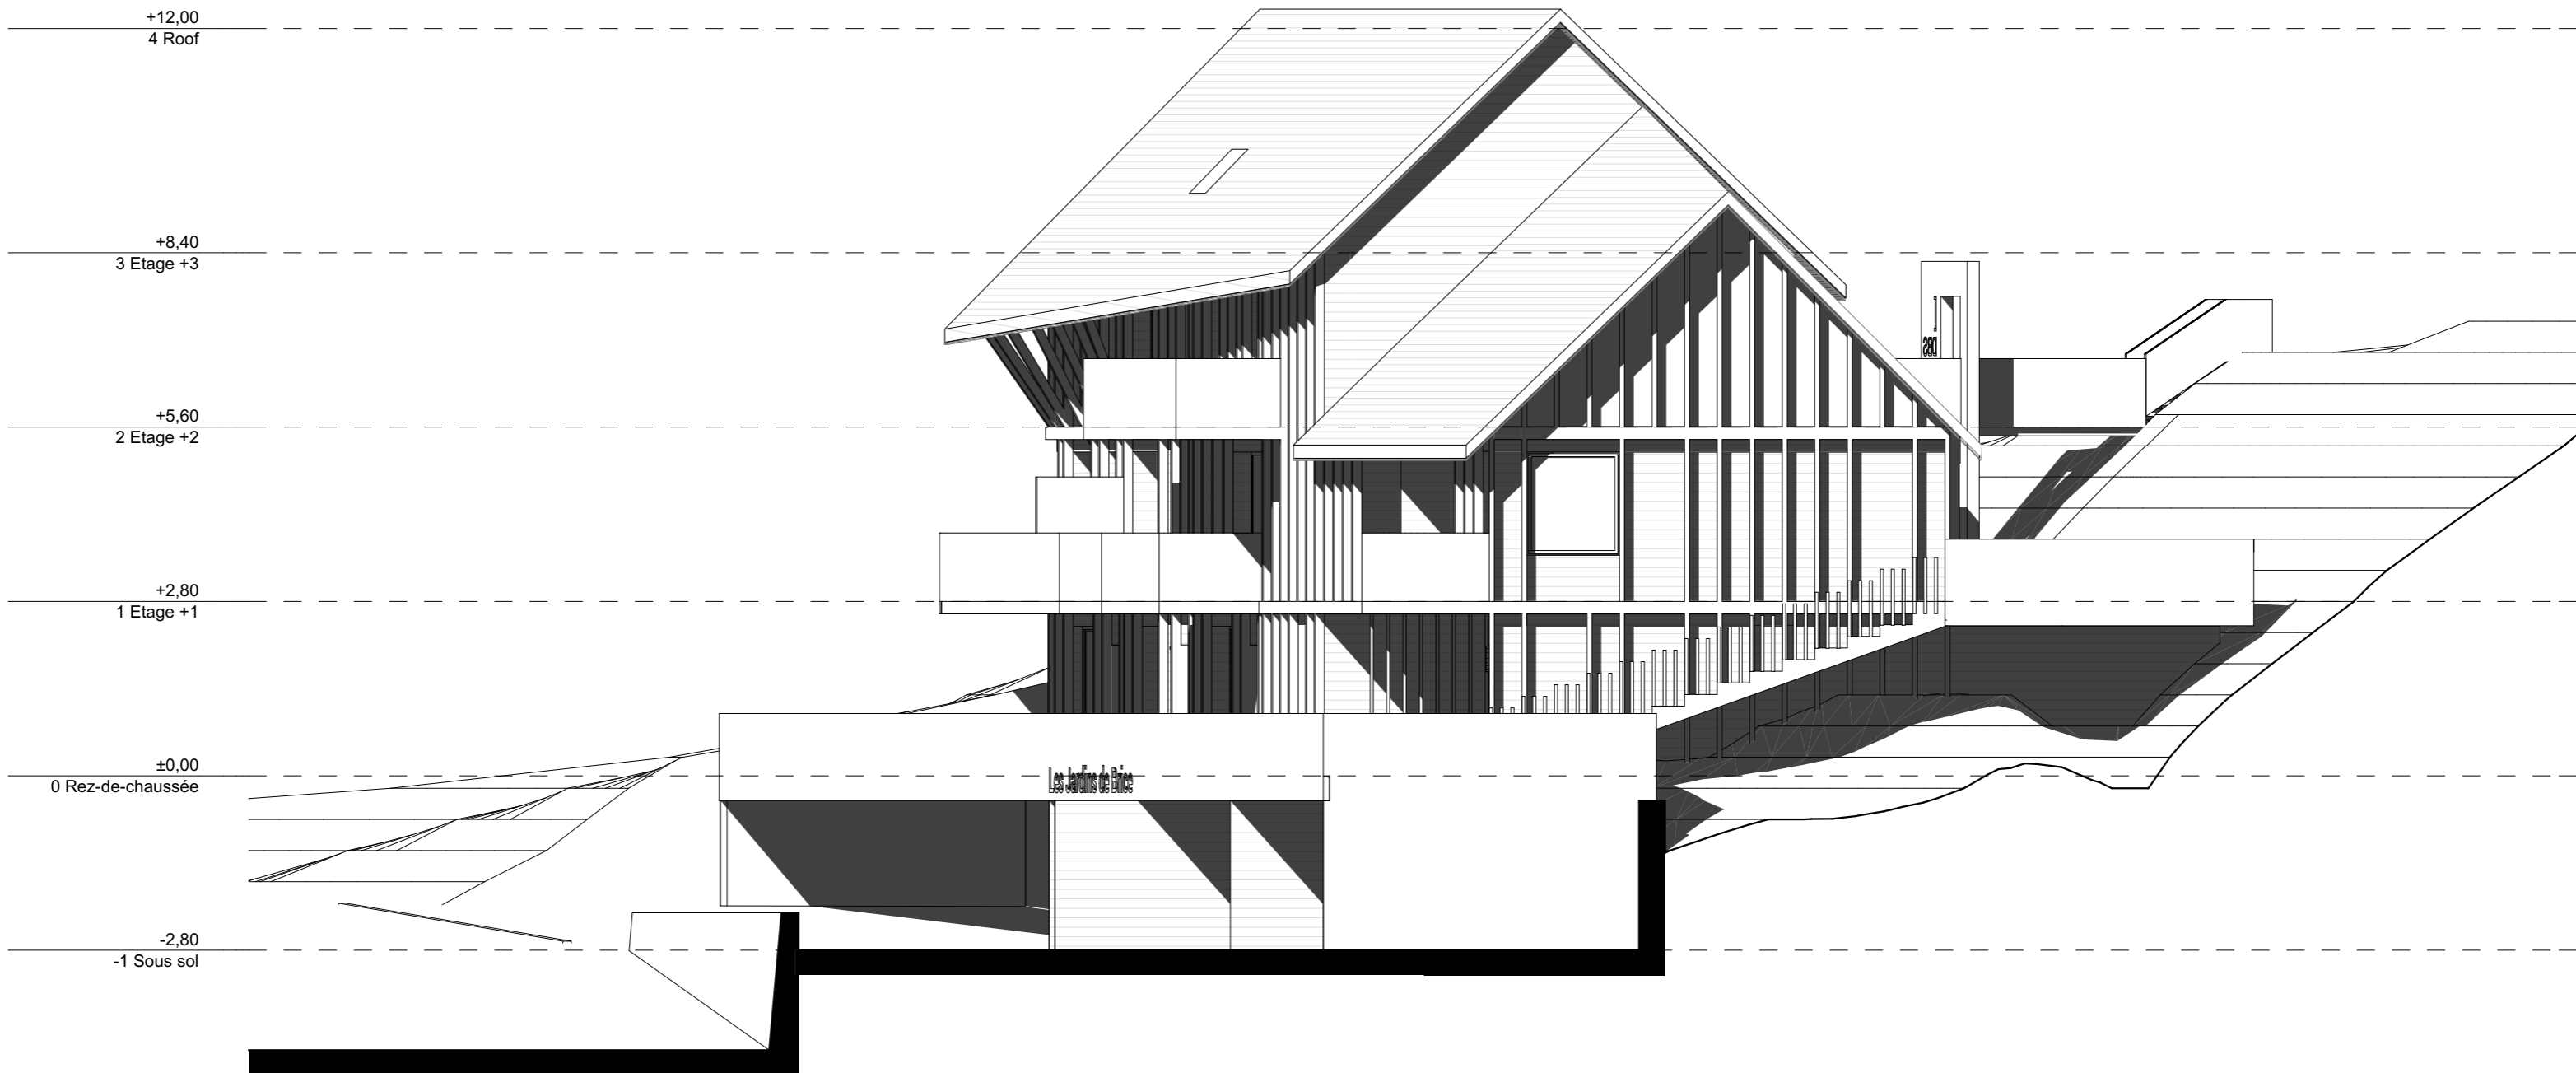 +12,00
4 Roof
+8,40
3 Etage +3
DBS
+5,60
2 Etage +2
+2,80
1 Etage +1
±0,00
0 Rez-de-chaussée
Les Jardins de Brice
-2,80
-1 Sous sol